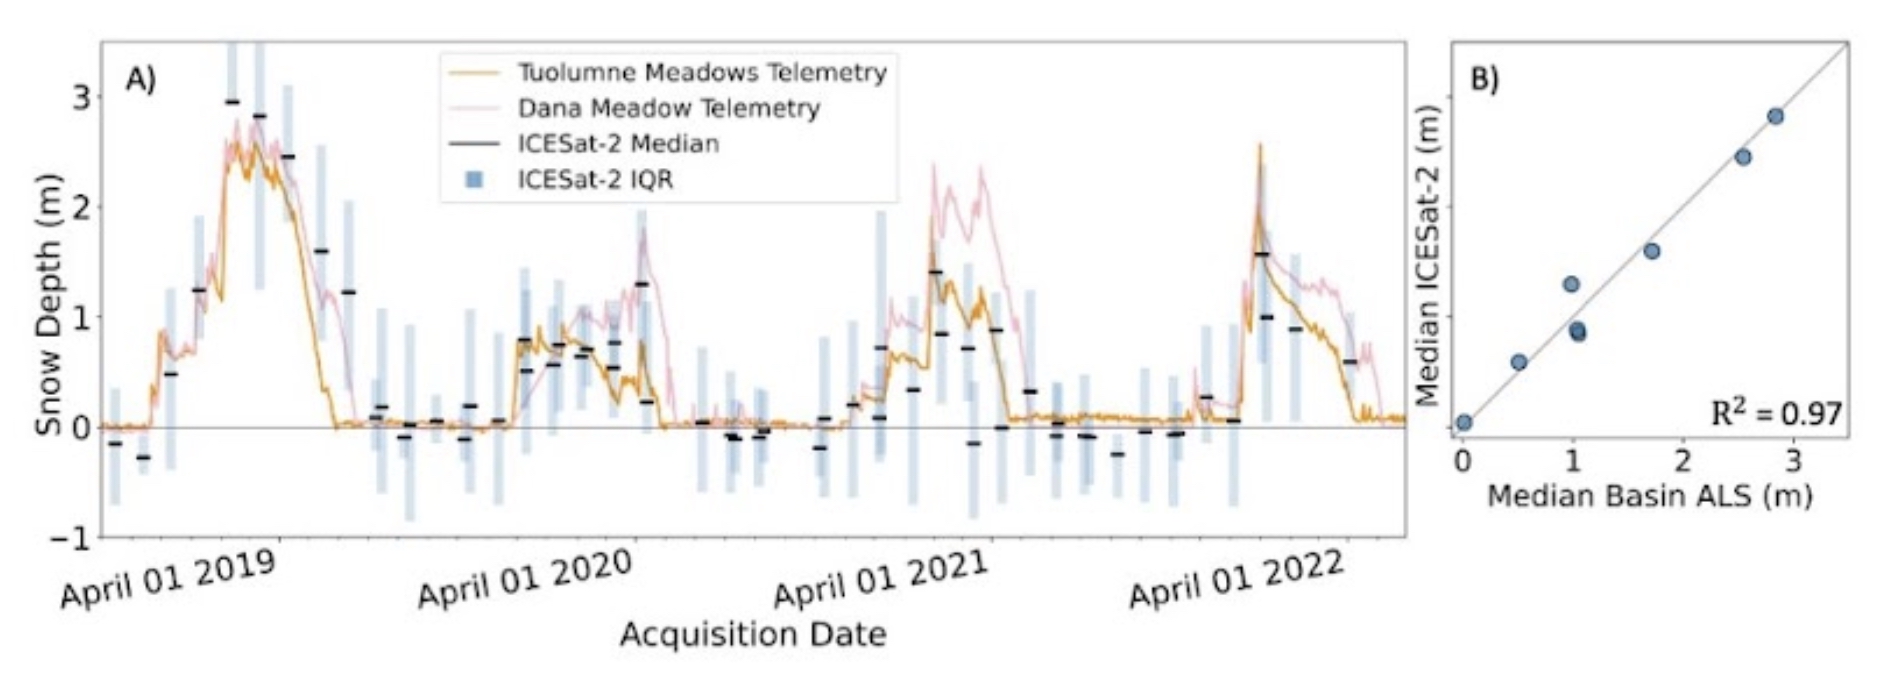 A)
Tuolumne Meadows Telemetry
Dana Meadow Telemetry
ICESat-2 Median
ICESat-2 IQR
3
2
1
0
−1
Snow Depth (m)
April 01 2019
April 01 2020
April 01 2021
April 01 2022
Acquisition Date
B)
Median ICESat-2 (m)
R² = 0.97
0 1 2 3
Median Basin ALS (m)